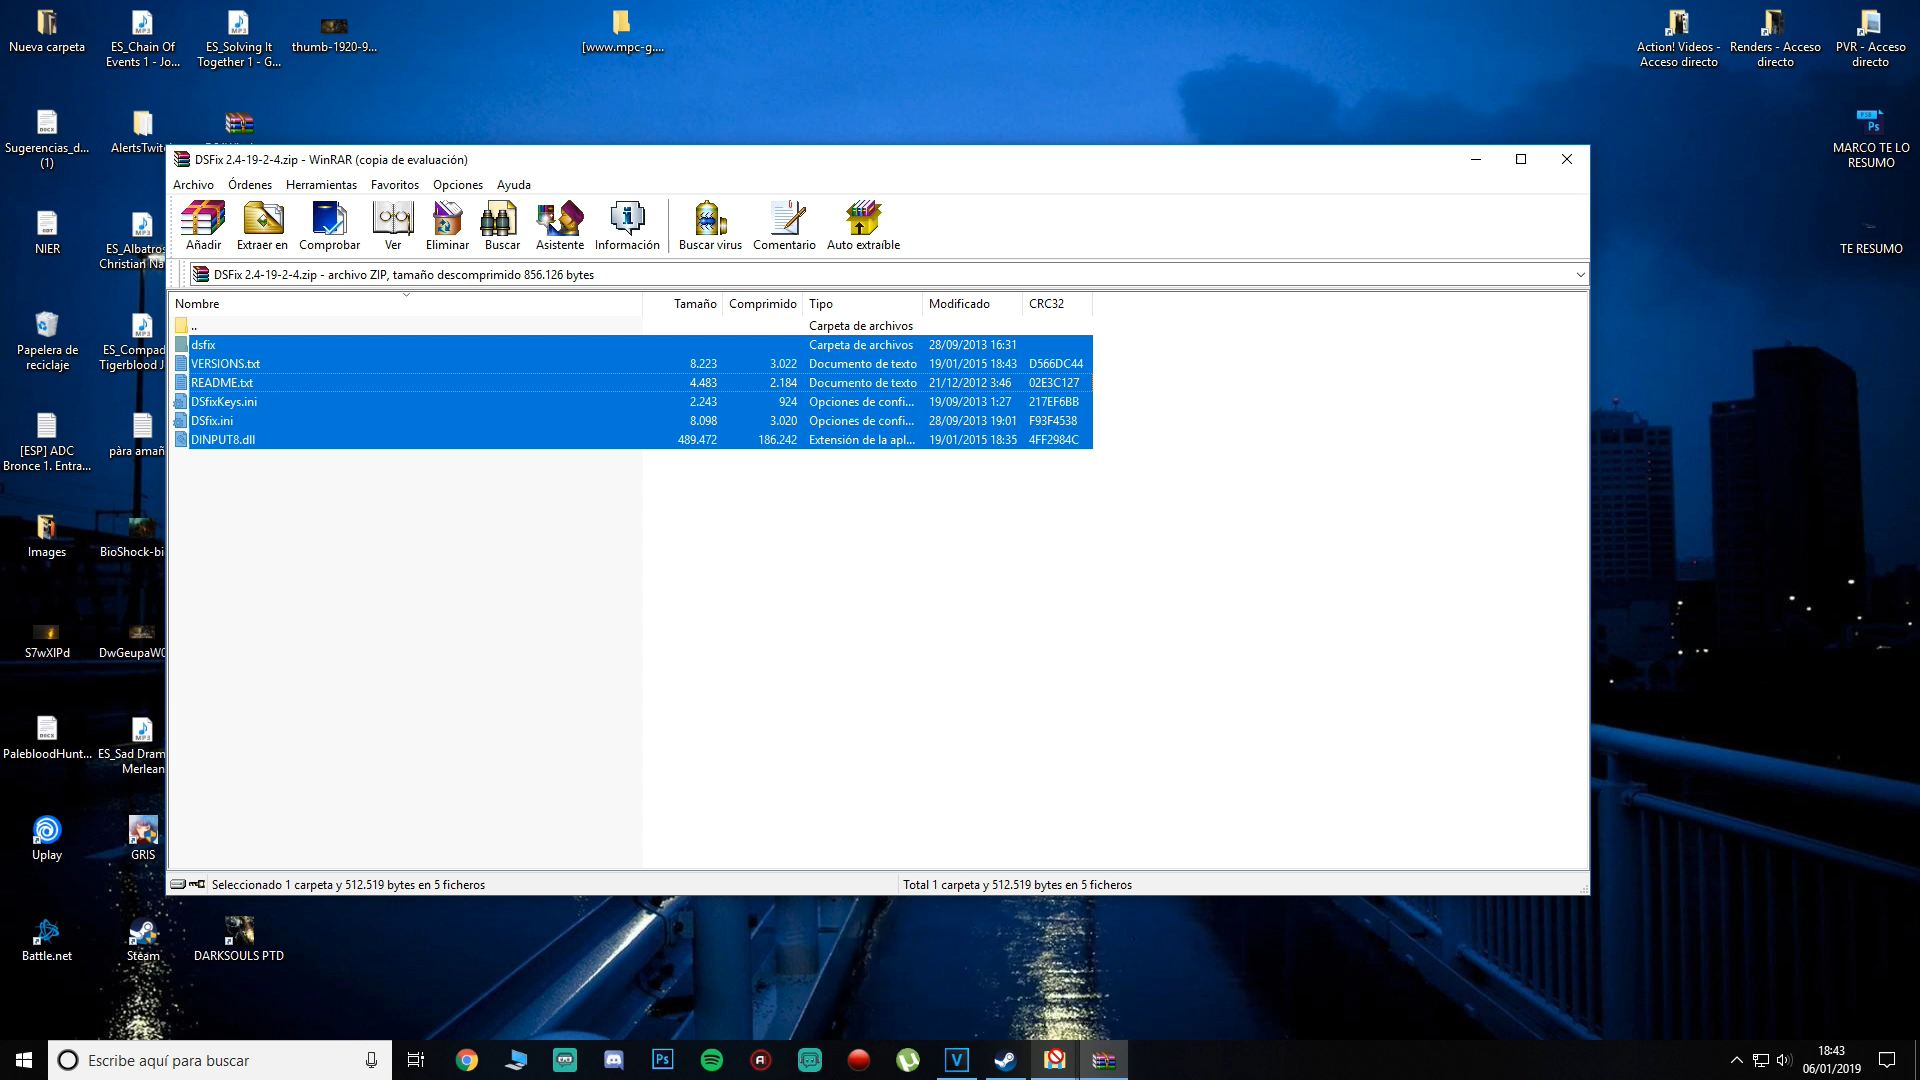 Nueva carpeta
ES_Chain Of
Events 1 - Jo...
ES_Solving It
Together 1 - G...
thumb-1920-9...
[www.mpc-g....
Action! Videos -
Acceso directo
Renders - Acceso
directo
PVR - Acceso
directo
Sugerencias_d...
(1)
AlertsTwitc
MARCO TE LO
RESUMO
DSFix 2.4-19-2-4.zip - WinRAR (copia de evaluación)
Archivo Órdenes Herramientas Favoritos Opciones Ayuda
Añadir Extraer en Comprobar Ver Eliminar Buscar Asistente Información Buscar virus Comentario Auto extraíble
DSFix 2.4-19-2-4.zip - archivo ZIP, tamaño descomprimido 856.126 bytes
Nombre Tamaño Comprimido Tipo Modificado CRC32
.. Carpeta de archivos
dsfix Carpeta de archivos 28/09/2013 16:31
VERSIONS.txt 8.223 3.022 Documento de texto 19/01/2015 18:43 D566DC44
README.txt 4.483 2.184 Documento de texto 21/12/2012 3:46 02E3C127
DSfixKeys.ini 2.243 924 Opciones de confi... 19/09/2013 1:27 217EF6BB
DSfix.ini 8.098 3.020 Opciones de confi... 28/09/2013 19:01 F93F4538
DINPUT8.dll 489.472 186.242 Extensión de la apl... 19/01/2015 18:35 4FF2984C
Seleccionado 1 carpeta y 512.519 bytes en 5 ficheros
Total 1 carpeta y 512.519 bytes en 5 ficheros
NIER
ES_Albatros
Christian Na
TE RESUMO
Papelera de
reciclaje
ES_Compad
Tigerblood J
[ESP] ADC
Bronce 1. Entra...
pàra amañ
Images
BioShock-bi
S7wXIPd
DwGeupaW0
PalebloodHunt...
ES_Sad Dram
Merlean
Uplay
GRIS
Battle.net
Steam
DARKSOULS PTD
Escribe aquí para buscar
18:43
06/01/2019